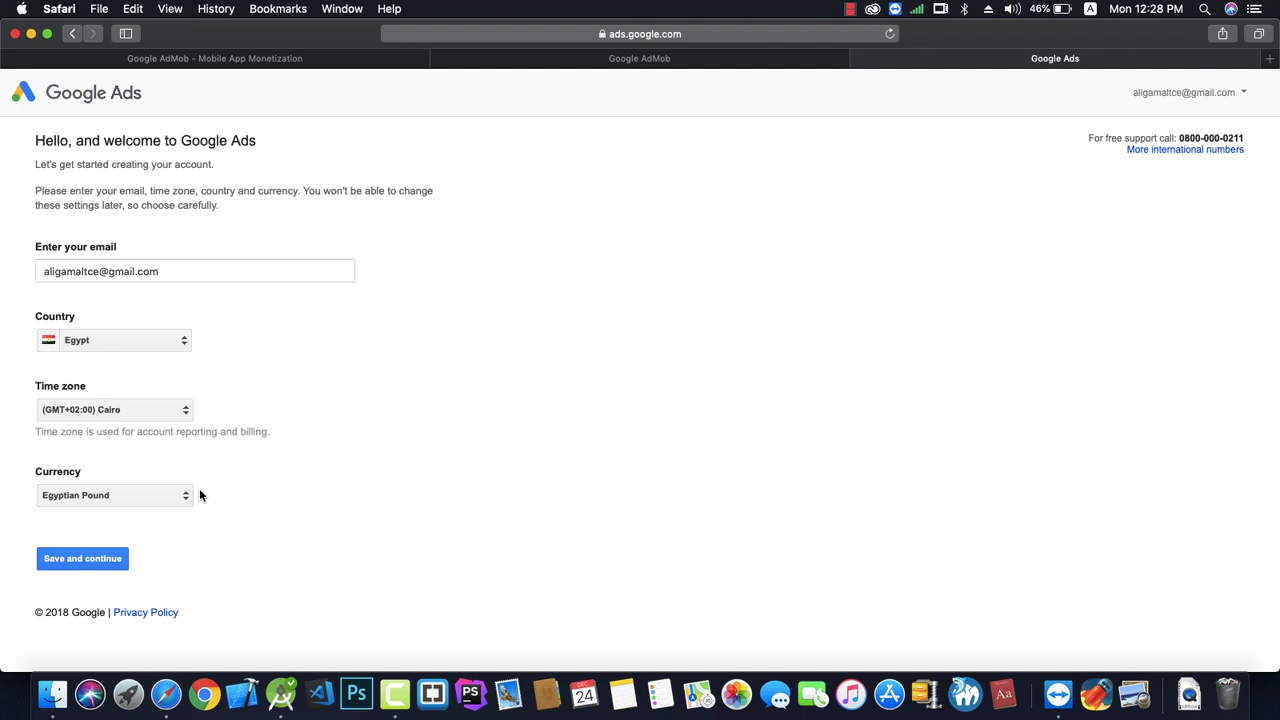 Safari File Edit View History Bookmarks Window Help 46% A Mon 12:28 PM
ads.google.com
Google AdMob - Mobile App Monetization Google AdMob Google Ads
Google Ads aligamaltce@gmail.com
Hello, and welcome to Google Ads
For free support call: 0800-000-0211
More international numbers
Let's get started creating your account.
Please enter your email, time zone, country and currency. You won't be able to change
these settings later, so choose carefully.
Enter your email
aligamaltce@gmail.com
Country
Egypt
Time zone
(GMT+02:00) Cairo
Time zone is used for account reporting and billing.
Currency
Egyptian Pound
Save and continue
© 2018 Google | Privacy Policy
Ps PS DEC 24 Aa